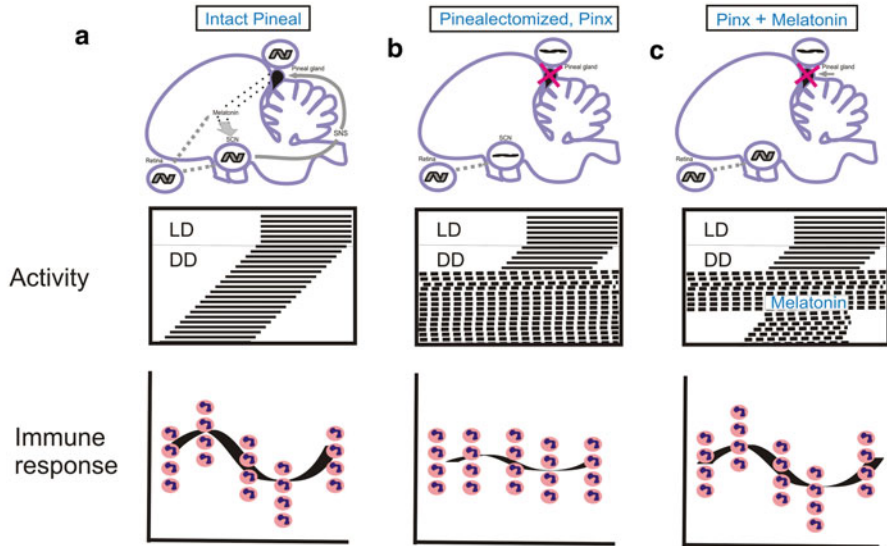 a
Intact Pineal
Pineal gland
Melatonin
SCN
SNS
Retina
b
Pinealectomized, Pinx
Pineal gland
SCN
Retina
c
Pinx + Melatonin
Pineal gland
Retina
Activity
LD
DD
LD
DD
LD
DD
Melatonin
Immune
response